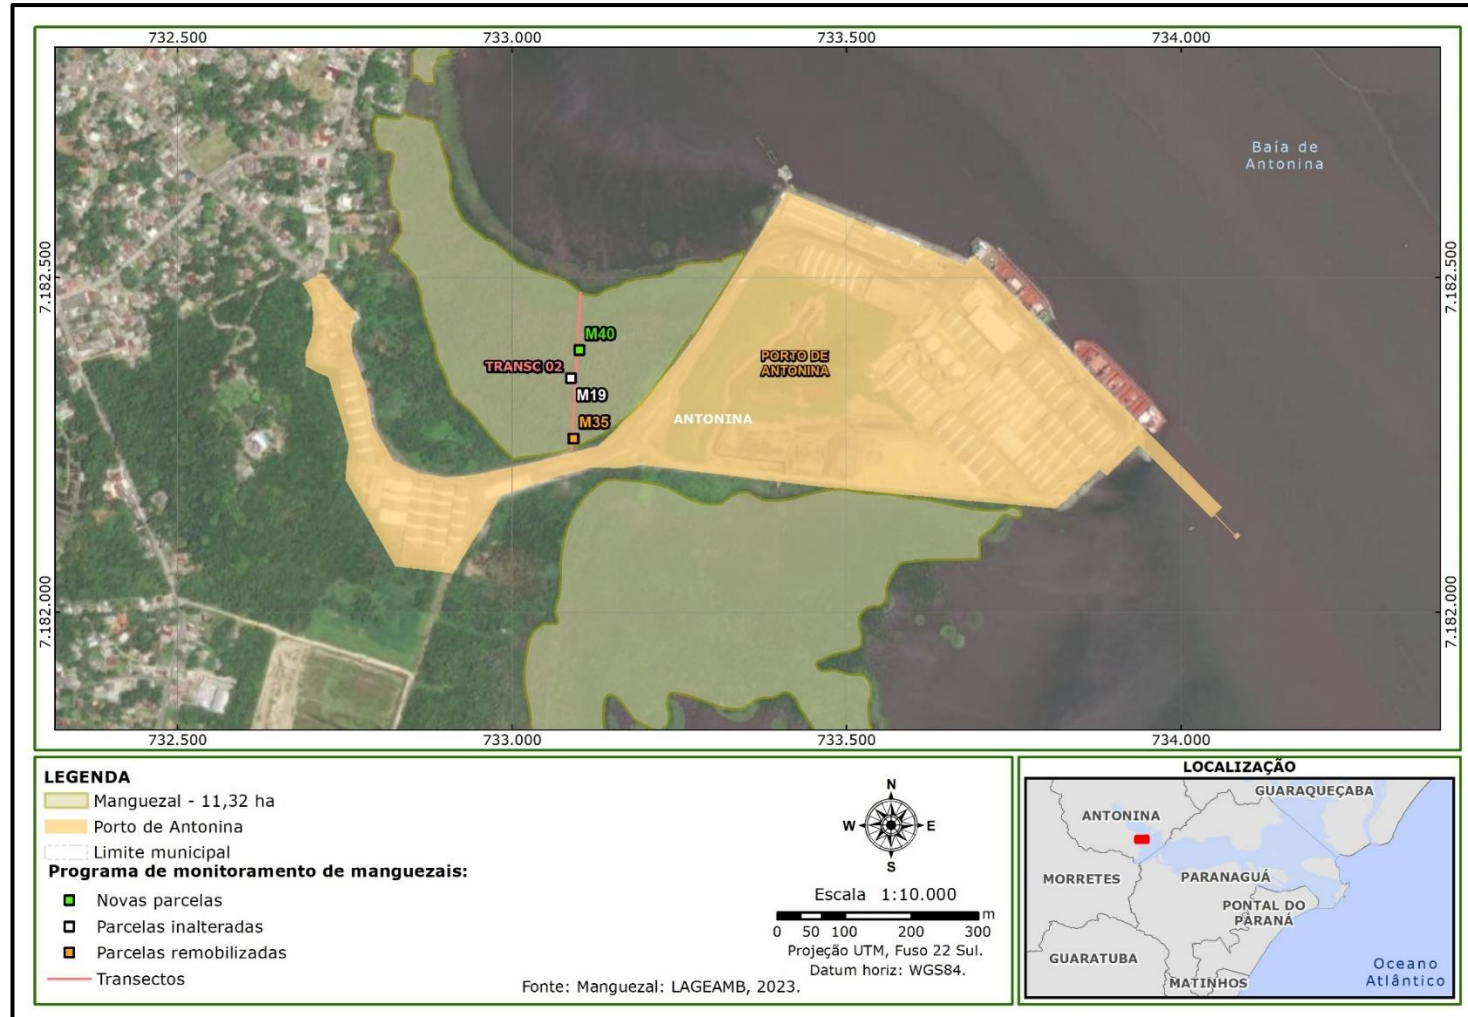 732.500 733.000 733.500 734.000
Baía de
Antonina
7.182.500 7.182.500
M40
TRANSC 02
M19
M35
PORTO DE
ANTONINA
ANTONINA
7.182.000 7.182.000
732.500 733.000 733.500 734.000
LEGENDA
Manguezal - 11,32 ha
Porto de Antonina
Limite municipal
Programa de monitoramento de manguezais:
Novas parcelas
Parcelas inalteradas
Parcelas remobilizadas
Transectos
N
W E
S
Escala 1:10.000
m
0 50 100 200 300
Projeção UTM, Fuso 22 Sul.
Datum horiz: WGS84.
Fonte: Manguezal: LAGEAMB, 2023.
LOCALIZAÇÃO
GUARAQUEÇABA
ANTONINA
MORRETES
PARANAGUÁ
PONTAL DO
PARANÁ
GUARATUBA
MATINHOS
Oceano
Atlântico